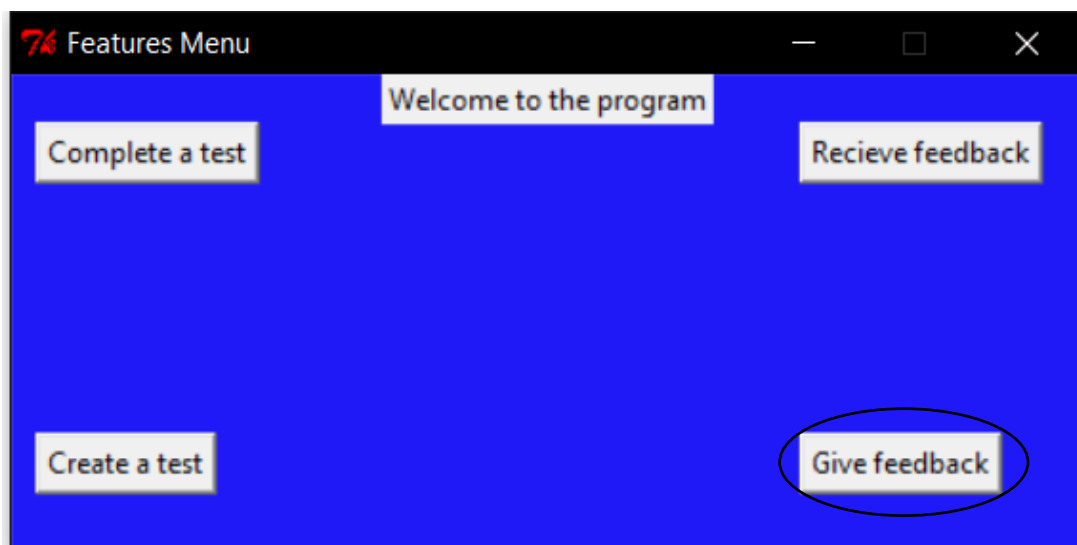 Features Menu
Welcome to the program
Complete a test
Recieve feedback
Create a test
Give feedback